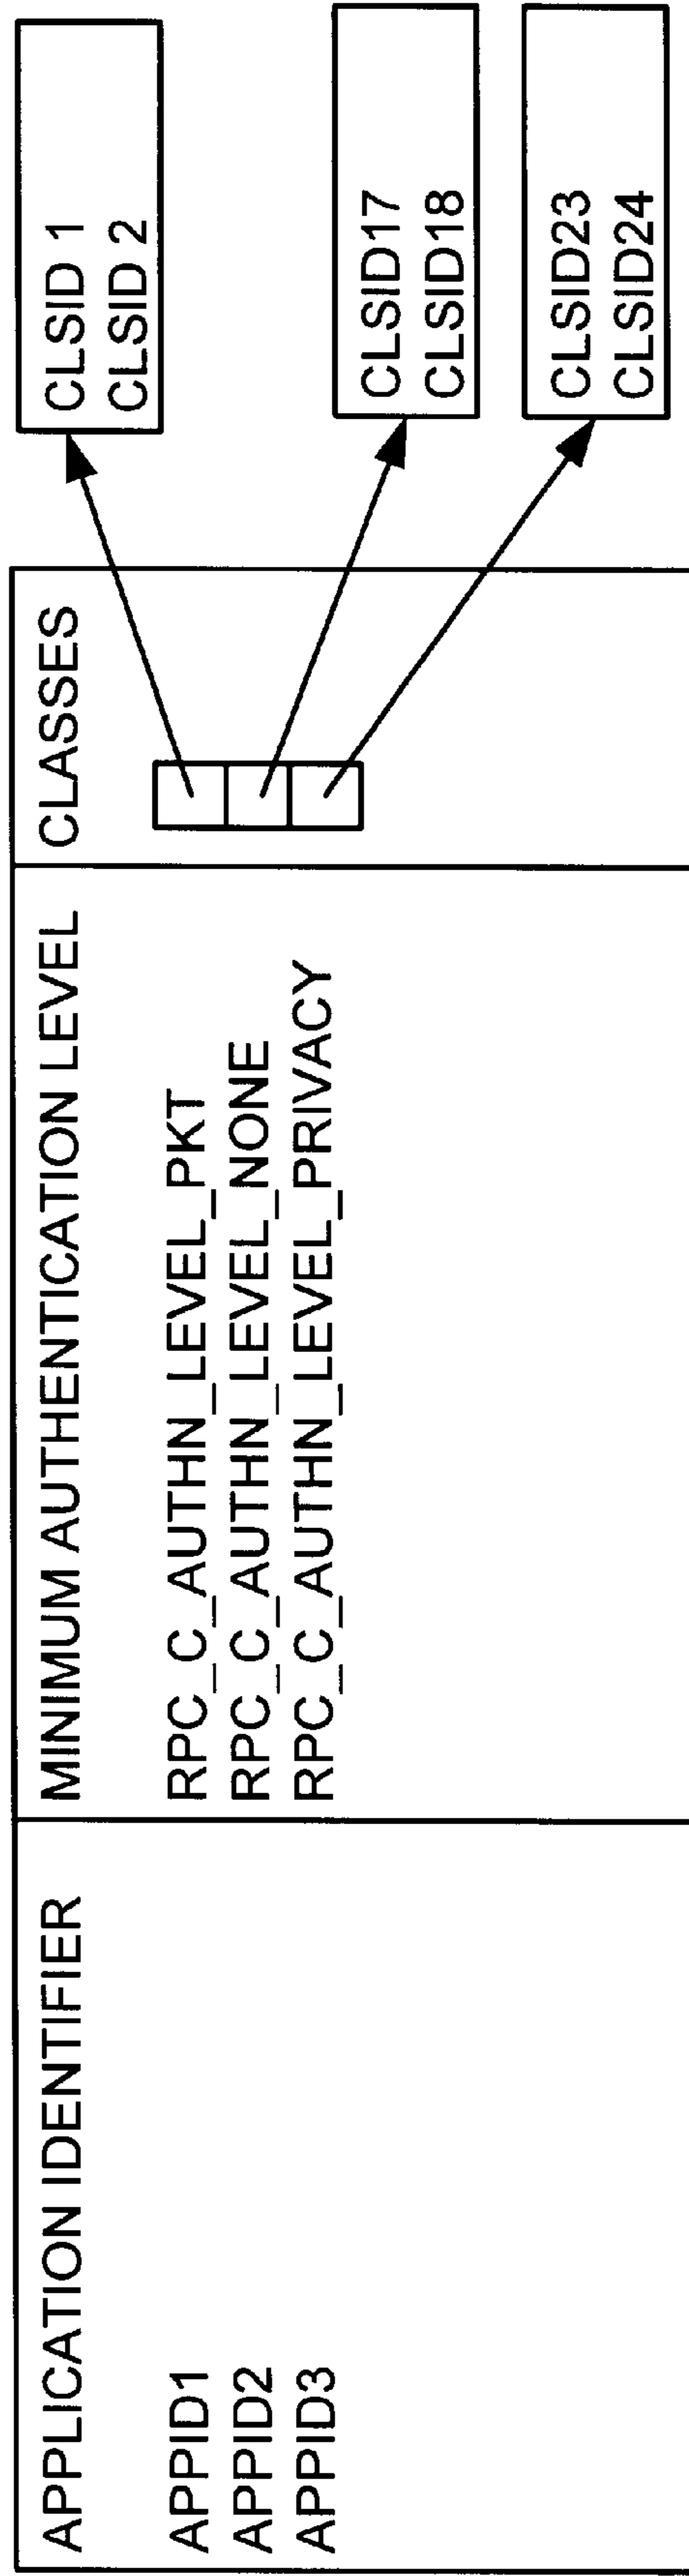 APPLICATION IDENTIFIER
MINIMUM AUTHENTICATION LEVEL
CLASSES
APPID1
RPC_C_AUTHN_LEVEL_PKT
APPID2
RPC_C_AUTHN_LEVEL_NONE
APPID3
RPC_C_AUTHN_LEVEL_PRIVACY
CLSID 1
CLSID 2
CLSID17
CLSID18
CLSID23
CLSID24